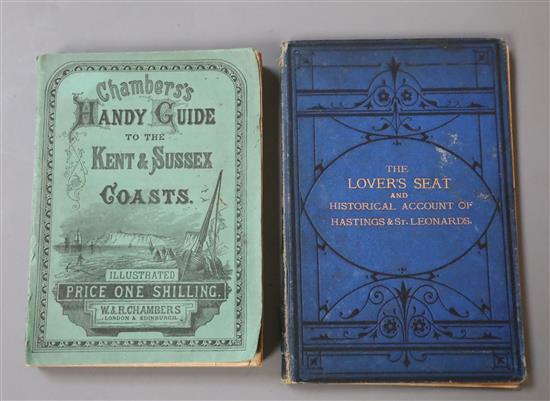 Chambers's
HANDY GUIDE
TO THE
KENT & SUSSEX
COASTS.
ILLUSTRATED
PRICE ONE SHILLING.
W. & R. CHAMBERS
LONDON & EDINBURGH.
THE
LOVER'S SEAT
AND
HISTORICAL ACCOUNT OF
HASTINGS & ST. LEONARDS.